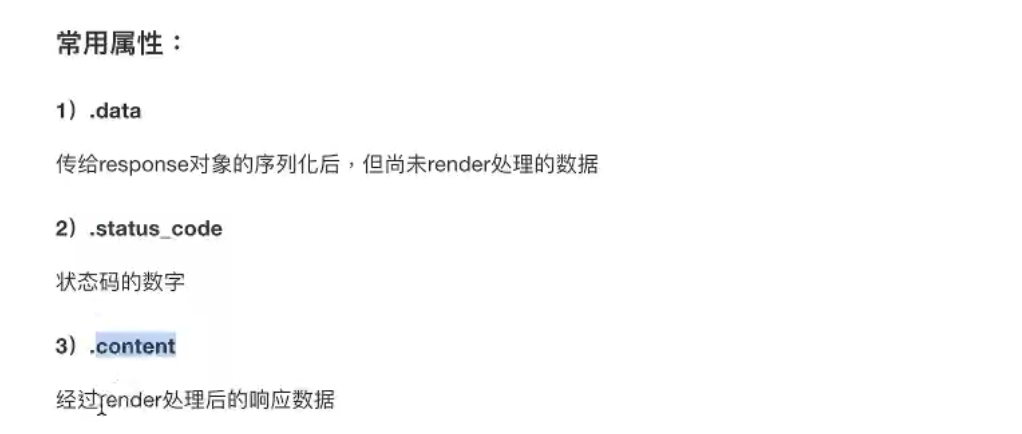 常用属性：
1）.data
传给response对象的序列化后，但尚未render处理的数据
2）.status_code
状态码的数字
3）.content
经过render处理后的响应数据